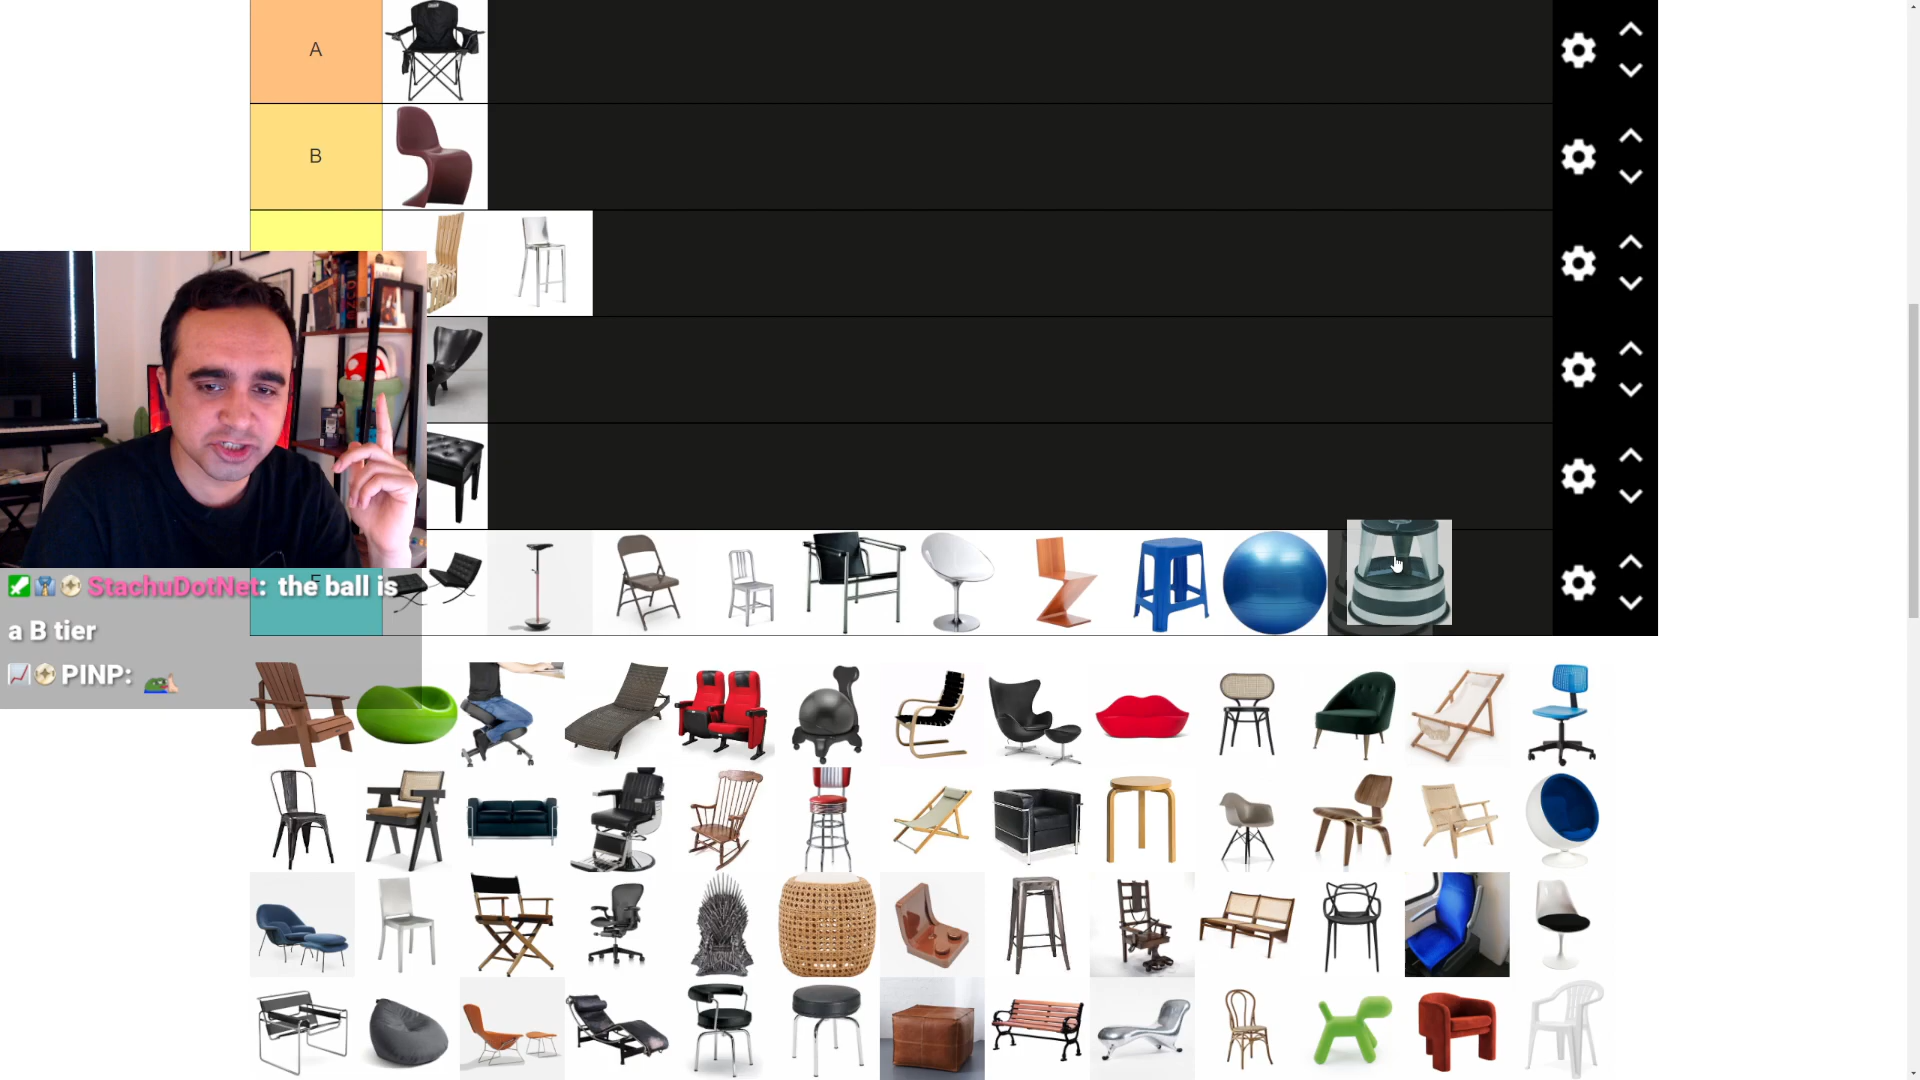 A
B
StachuDotNet: the ball is
a B tier
PINP: